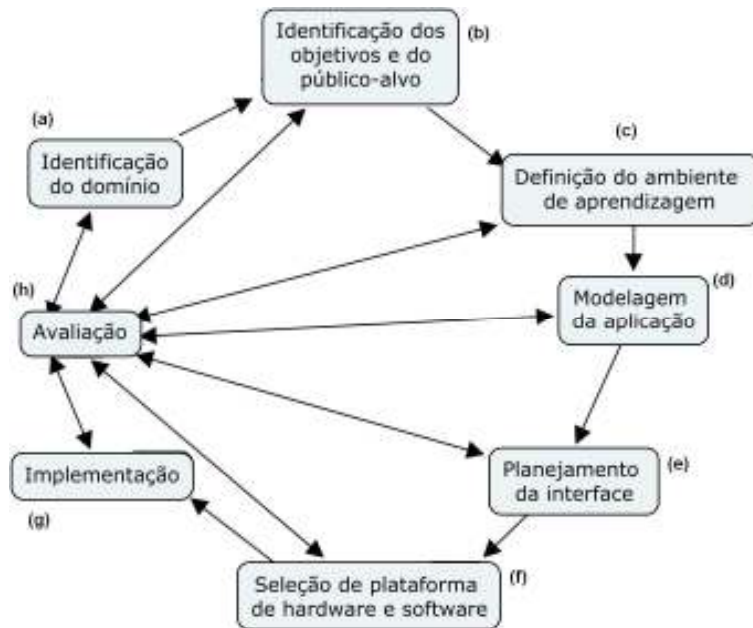 Identificação dos
objetivos e do
público-alvo
(b)
(a)
Identificação
do domínio
(c)
Definição do ambiente
de aprendizagem
(d)
Modelagem
da aplicação
(h)
Avaliação
Planejamento
da interface
(e)
Implementação
(g)
Seleção de plataforma
de hardware e software
(f)